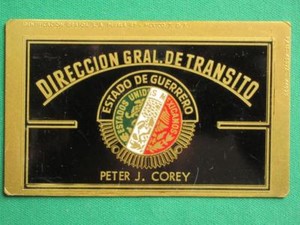 DIRECCION GRAL. DE TRANSITO
ESTADO DE GUERRERO
ESTADOS UNIDOS MEXICANOS
PETER J. COREY